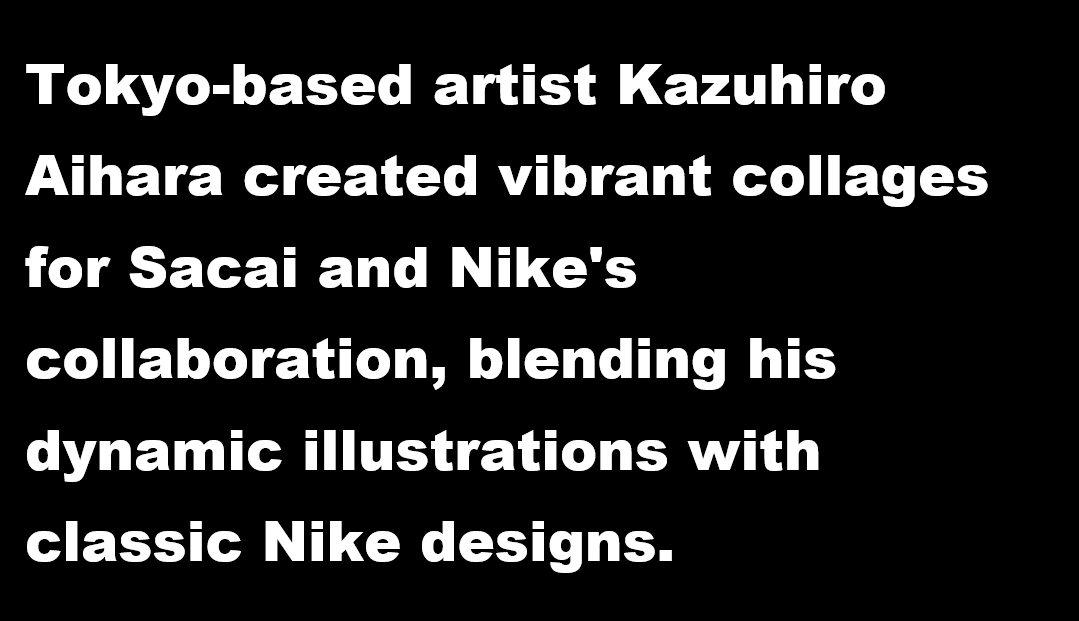 Tokyo-based artist Kazuhiro
Aihara created vibrant collages
for Sacai and Nike's
collaboration, blending his
dynamic illustrations with
classic Nike designs.